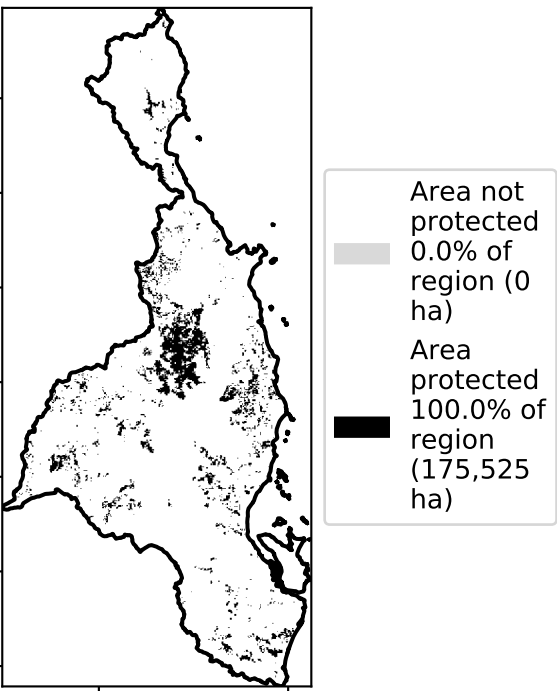 Area not
protected
0.0% of
region (0
ha)
Area
protected
100.0% of
region
(175,525
ha)